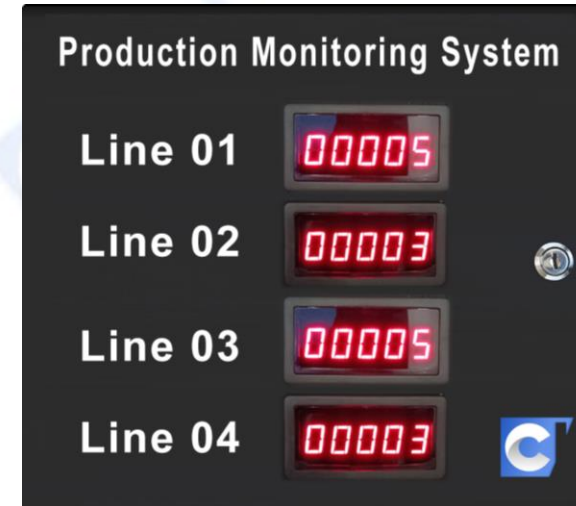 Production Monitoring System
Line 01 00005
Line 02 00003
Line 03 00005
Line 04 00003